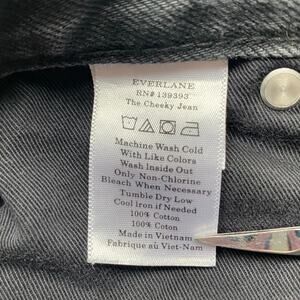 EVERLANE
RN# 139393
The Cheeky Jean
Machine Wash Cold
With Like Colors
Wash Inside Out
Only Non-Chlorine
Bleach When Necessary
Tumble Dry Low
Cool Iron if Needed
100% Cotton
100% Coton
Made in Vietnam
Fabriqué au Viet-Nam